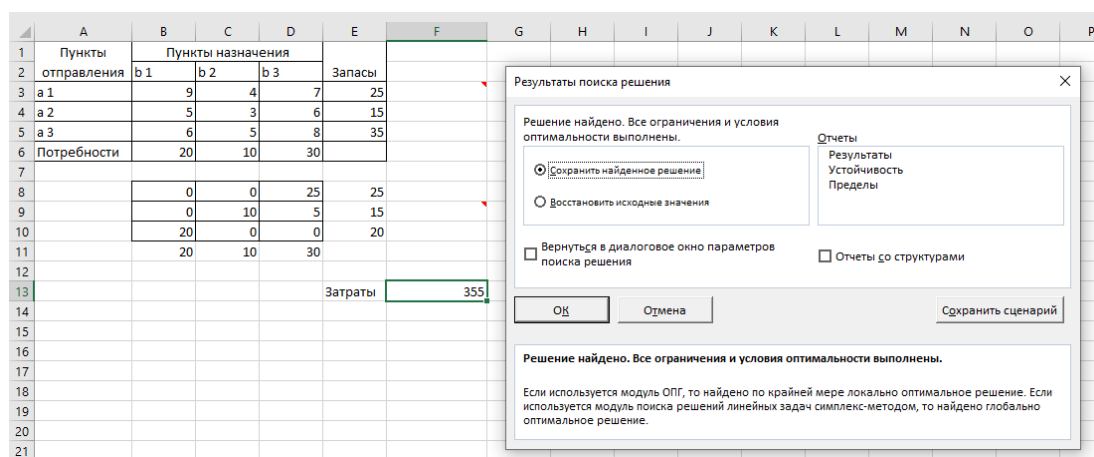 A B C D E F G H I J K L M N O P
1 Пункты Пункты назначения
2 отправления b 1 b 2 b 3 Запасы
3 a 1 9 4 7 25
4 a 2 5 3 6 15
5 a 3 6 5 8 35
6 Потребности 20 10 30
7
8 0 0 25 25
9 0 10 5 15
10 20 0 0 20
11 20 10 30
12
13 Затраты 355
14
15
16
17
18
19
20
21
Результаты поиска решения
Решение найдено. Все ограничения и условия
оптимальности выполнены.
Сохранить найденное решение
Восстановить исходные значения
Отчеты
Результаты
Устойчивость
Пределы
Вернуться в диалоговое окно параметров
поиска решения
Отчеты со структурами
ОК Отмена Сохранить сценарий
Решение найдено. Все ограничения и условия оптимальности выполнены.
Если используется модуль ОПГ, то найдено по крайней мере локально оптимальное решение. Если
используется модуль поиска решений линейных задач симплекс-методом, то найдено глобально
оптимальное решение.